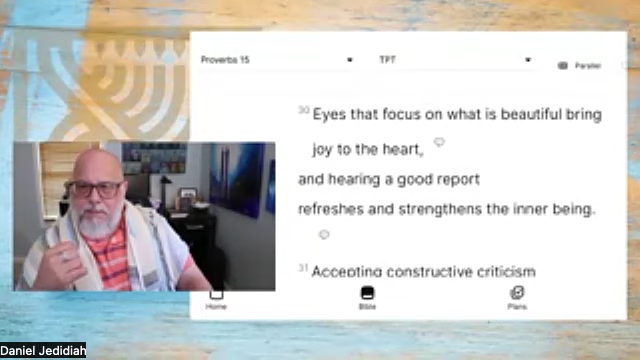 Proverbs 15 TPT Parallel
30 Eyes that focus on what is beautiful bring
joy to the heart,
and hearing a good report
refreshes and strengthens the inner being.
31 Accepting constructive criticism
Home Bible Plans
Daniel Jedidiah